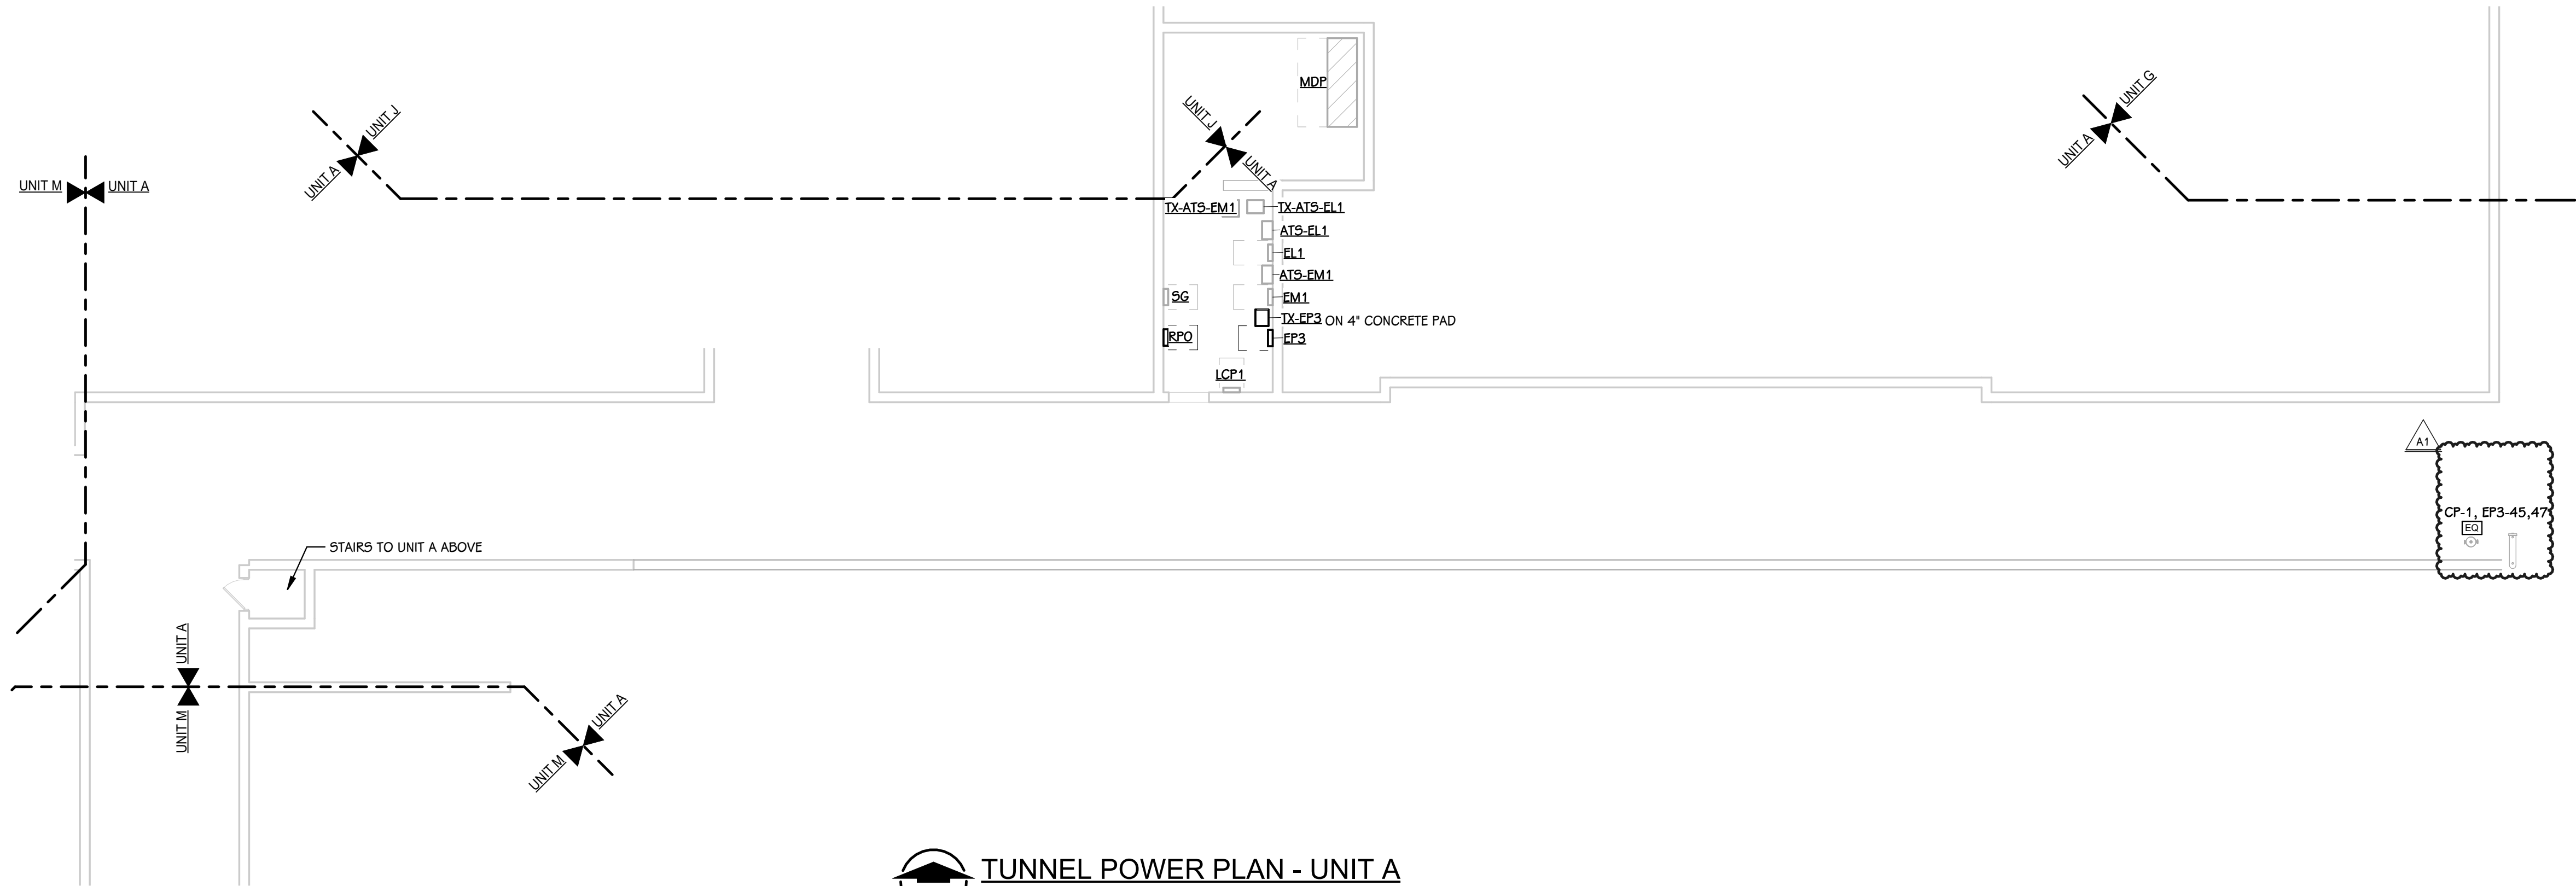 MDP
UNIT J
UNIT A
UNIT J
UNIT A
UNIT G
UNIT A
UNIT M
UNIT A
TX-ATS-EM1
TX-ATS-EL1
ATS-EL1
EL1
ATS-EM1
SG
EM1
TX-EP3 ON 4" CONCRETE PAD
RPO
EP3
LCP1
A1
CP-1, EP3-45,47
EQ
STAIRS TO UNIT A ABOVE
UNIT A
UNIT M
UNIT A
UNIT M
TUNNEL POWER PLAN - UNIT A